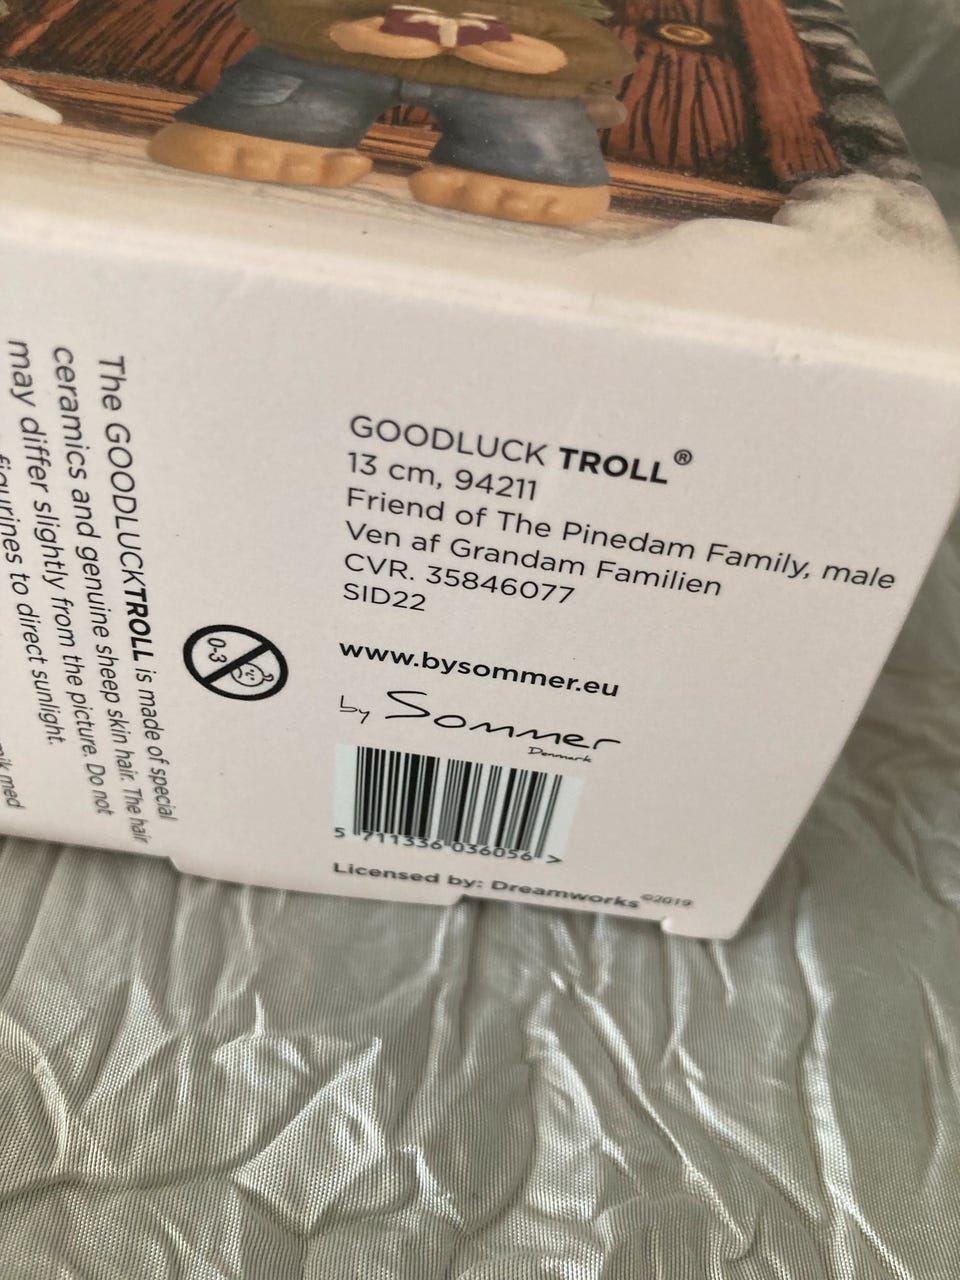 GOODLUCK TROLL®
13 cm, 94211
Friend of The Pinedam Family, male
Ven af Grandam Familien
CVR. 35846077
SID22
www.bysommer.eu
by Sommer
Denmark
5 711336 036056 >
Licensed by: Dreamworks ©2019
0-3
The GOODLUCKTROLL is made of special
ceramics and genuine sheep skin hair. The hair
may differ slightly from the picture. Do not
figurines to direct sunlight.
med